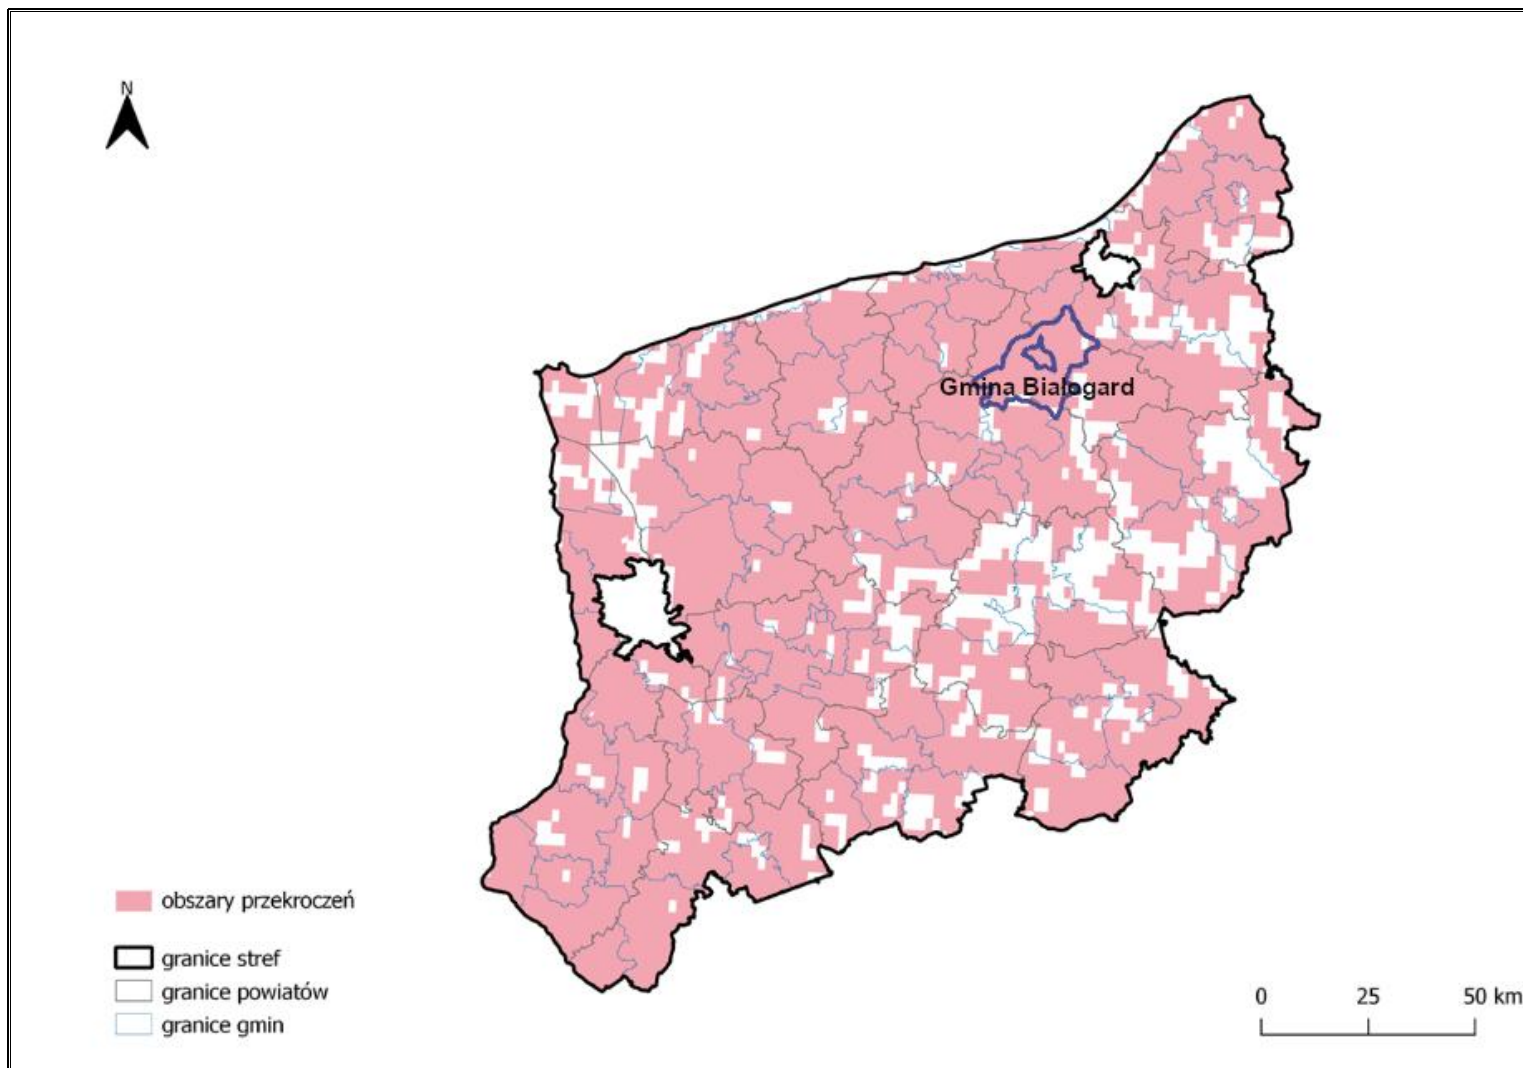 N
Gmina Białogard
obszary przekroczeń
granice stref
granice powiatów
granice gmin
0 25 50 km